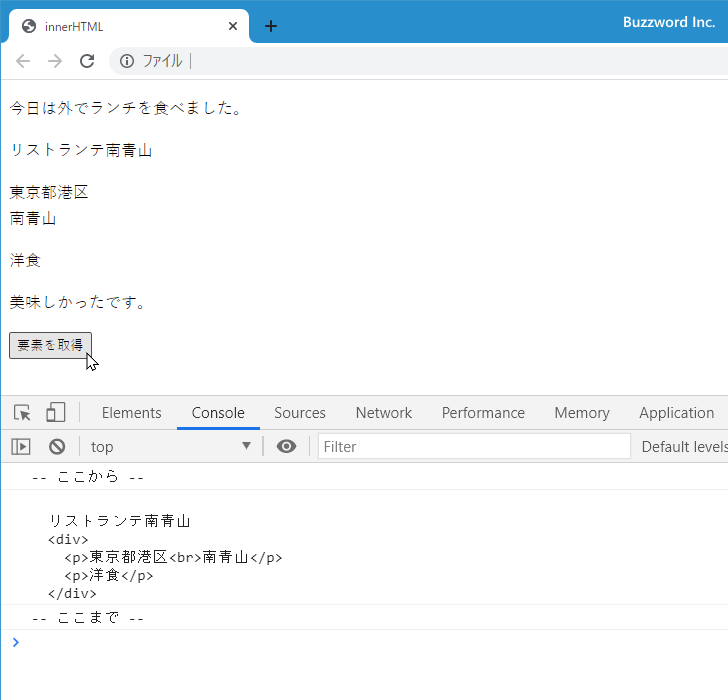 innerHTML
Buzzword Inc.
ファイル
今日は外でランチを食べました。
リストランテ南青山
東京都港区
南青山
洋食
美味しかったです。
要素を取得
Elements Console Sources Network Performance Memory Application
top Filter Default levels
-- ここから --
リストランテ南青山
<div>
<p>東京都港区<br>南青山</p>
<p>洋食</p>
</div>
-- ここまで --